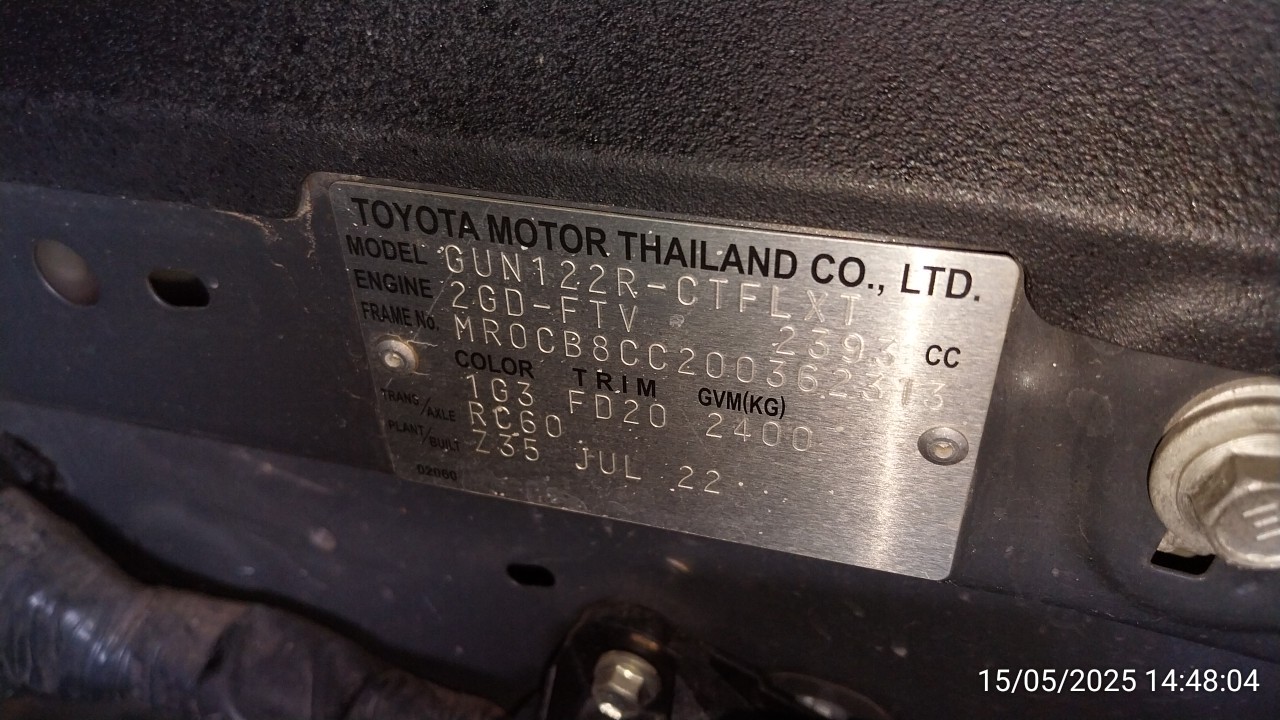 TOYOTA MOTOR THAILAND CO., LTD.
MODEL GUN122R-CTFLXT
ENGINE 2GD-FTV 2393 CC
FRAME No. MR0CB8CC200362313
COLOR TRIM GVM(KG)
1G3 FD20 2400
TRANS/AXLE RC60
PLANT/BUILT Z35 JUL 22
02060
15/05/2025 14:48:04